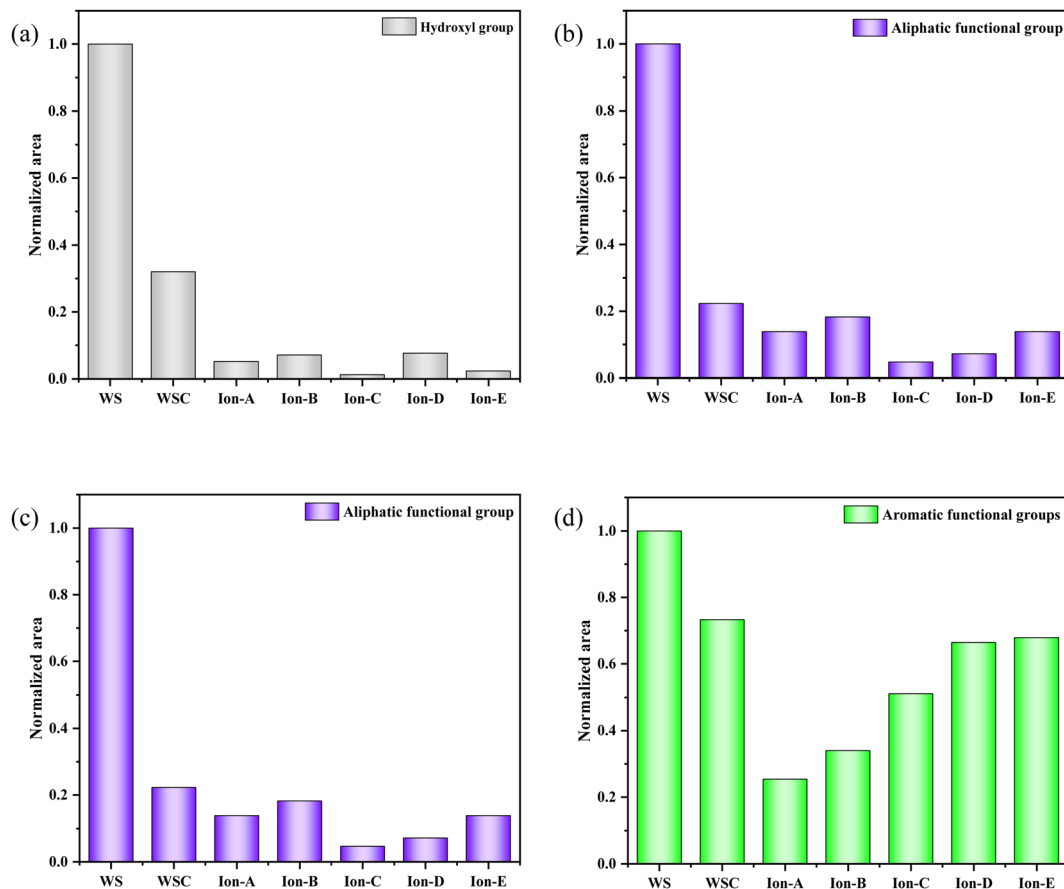 (a)
Hydroxyl group
1.0
0.8
0.6
0.4
0.2
0.0
Normalized area
WS WSC Ion-A Ion-B Ion-C Ion-D Ion-E
(b)
Aliphatic functional group
1.0
0.8
0.6
0.4
0.2
0.0
Normalized area
WS WSC Ion-A Ion-B Ion-C Ion-D Ion-E
(c)
Aliphatic functional group
1.0
0.8
0.6
0.4
0.2
0.0
Normalized area
WS WSC Ion-A Ion-B Ion-C Ion-D Ion-E
(d)
Aromatic functional groups
1.0
0.8
0.6
0.4
0.2
0.0
Normalized area
WS WSC Ion-A Ion-B Ion-C Ion-D Ion-E